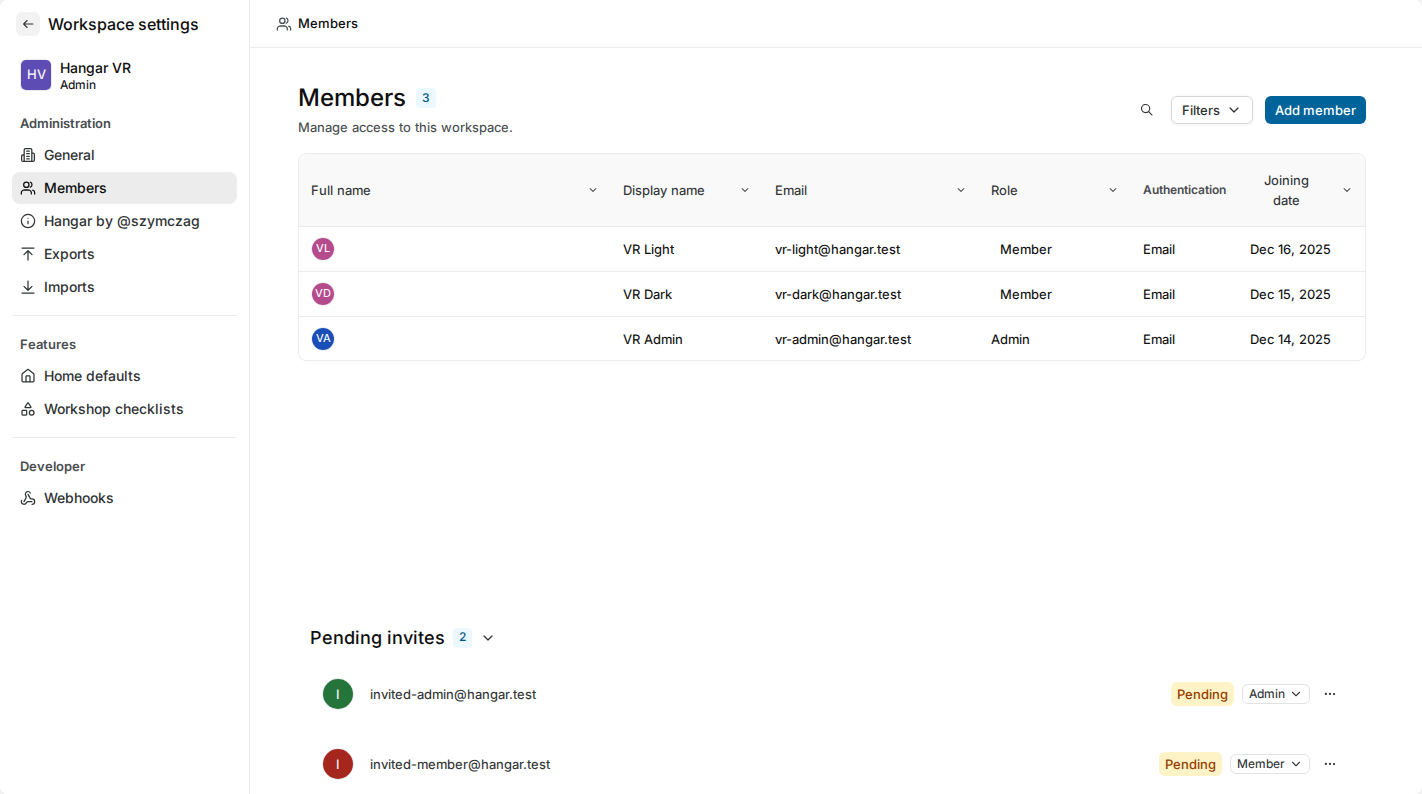 Workspace settings
Members
HV
Hangar VR
Admin
Administration
General
Members
Hangar by @szymczag
Exports
Imports
Features
Home defaults
Workshop checklists
Developer
Webhooks
Members 3
Manage access to this workspace.
Filters
Add member
Full name Display name Email Role Authentication Joining date
VL VR Light vr-light@hangar.test Member Email Dec 16, 2025
VD VR Dark vr-dark@hangar.test Member Email Dec 15, 2025
VA VR Admin vr-admin@hangar.test Admin Email Dec 14, 2025
Pending invites 2
I invited-admin@hangar.test Pending Admin
I invited-member@hangar.test Pending Member